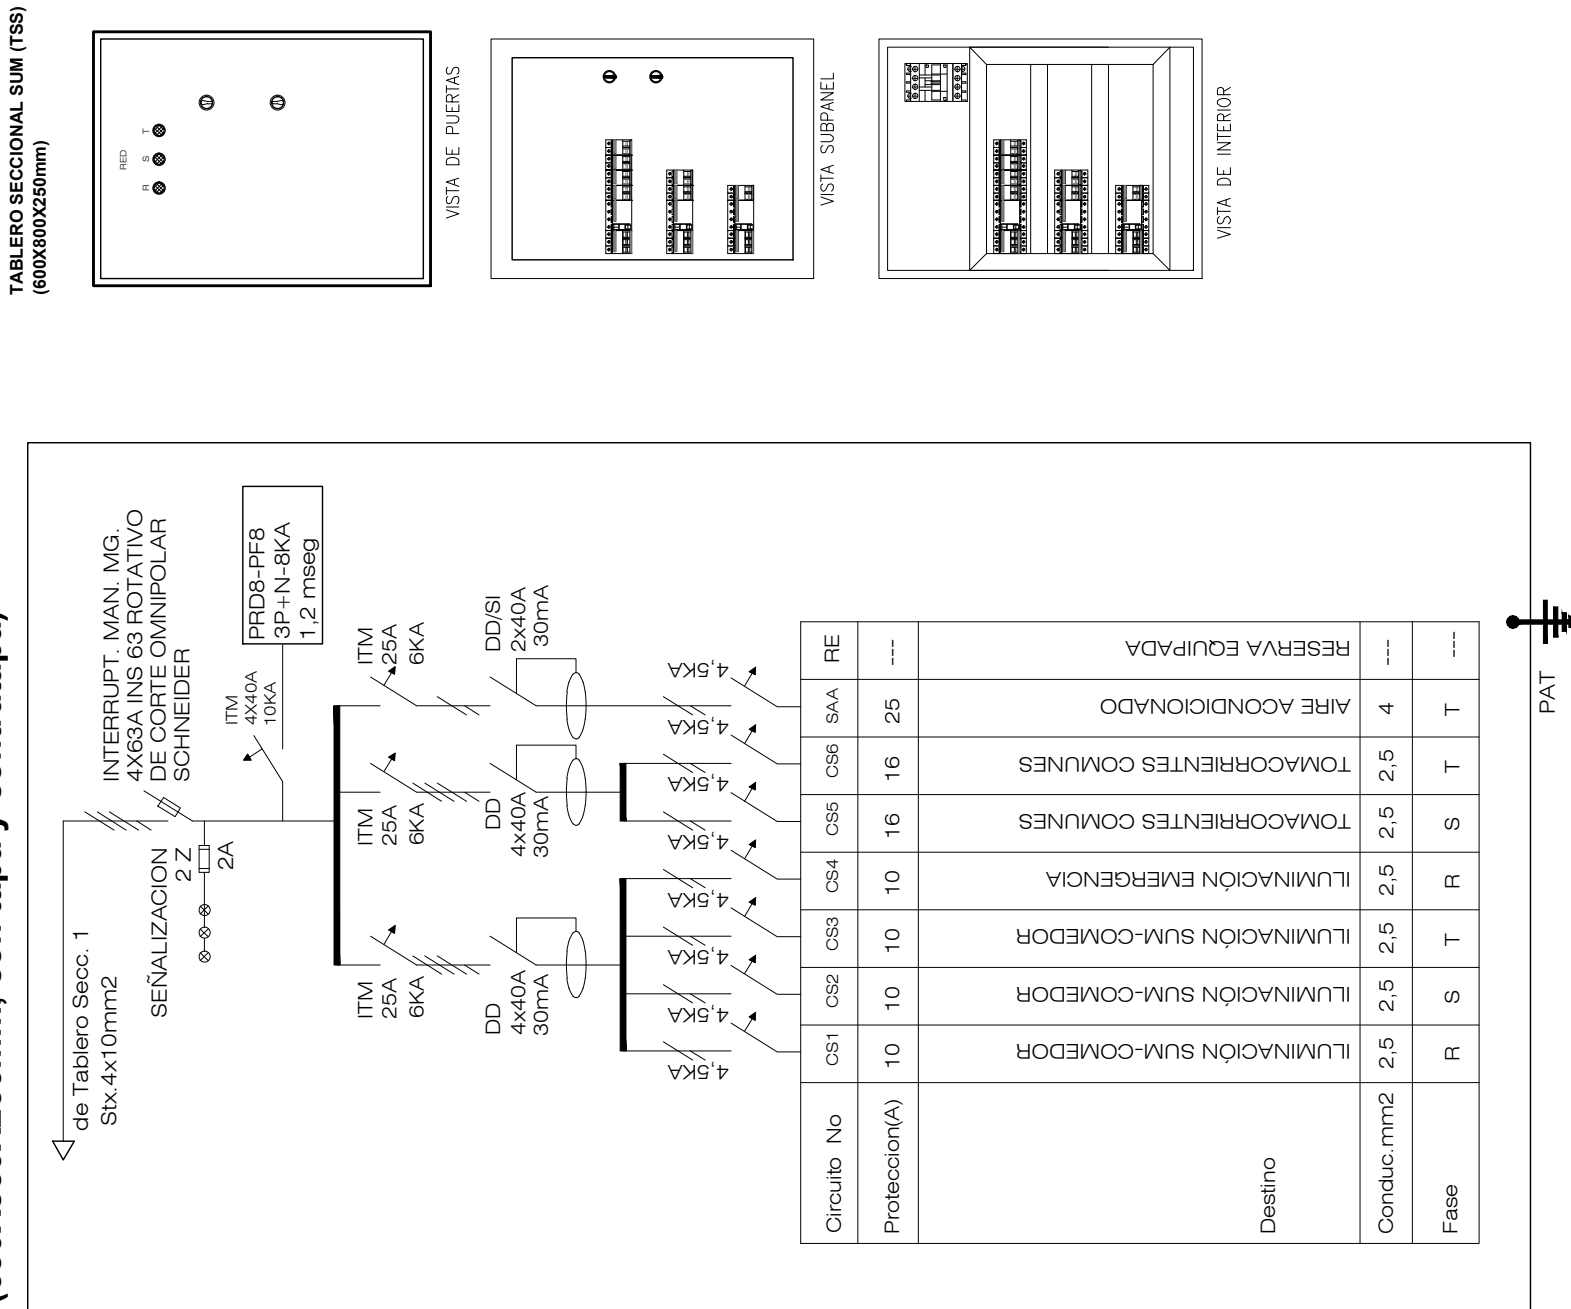 TABLERO SECCIONAL SUM (TSS)
(600X800X250mm)
RED
R
S
T
VISTA DE PUERTAS
VISTA SUBPANEL
VISTA DE INTERIOR
de Tablero Secc. 1
Stx.4x10mm2
INTERRUPT. MAN. MG.
4X63A INS 63 ROTATIVO
DE CORTE OMNIPOLAR
SCHNEIDER
SEÑALIZACION
2 Z
2A
ITM
4X40A
10KA
PRD8-PF8
3P+N-8KA
1,2 mseg
ITM
25A
6KA
DD
4x40A
30mA
ITM
25A
6KA
DD
4x40A
30mA
ITM
25A
6KA
DD/SI
2x40A
30mA
4,5KA
4,5KA
4,5KA
4,5KA
4,5KA
4,5KA
4,5KA
4,5KA
Circuito No CS1 CS2 CS3 CS4 CS5 CS6 SAA RE
Proteccion(A) 10 10 10 10 16 16 25 ---
Destino
ILUMINACIÓN SUM-COMEDOR
ILUMINACIÓN SUM-COMEDOR
ILUMINACIÓN SUM-COMEDOR
ILUMINACIÓN EMERGENCIA
TOMACORRIENTES COMUNES
TOMACORRIENTES COMUNES
AIRE ACONDICIONADO
RESERVA EQUIPADA
Conduc.mm2 2,5 2,5 2,5 2,5 2,5 2,5 4 ---
Fase R S T R S T T ---
PAT